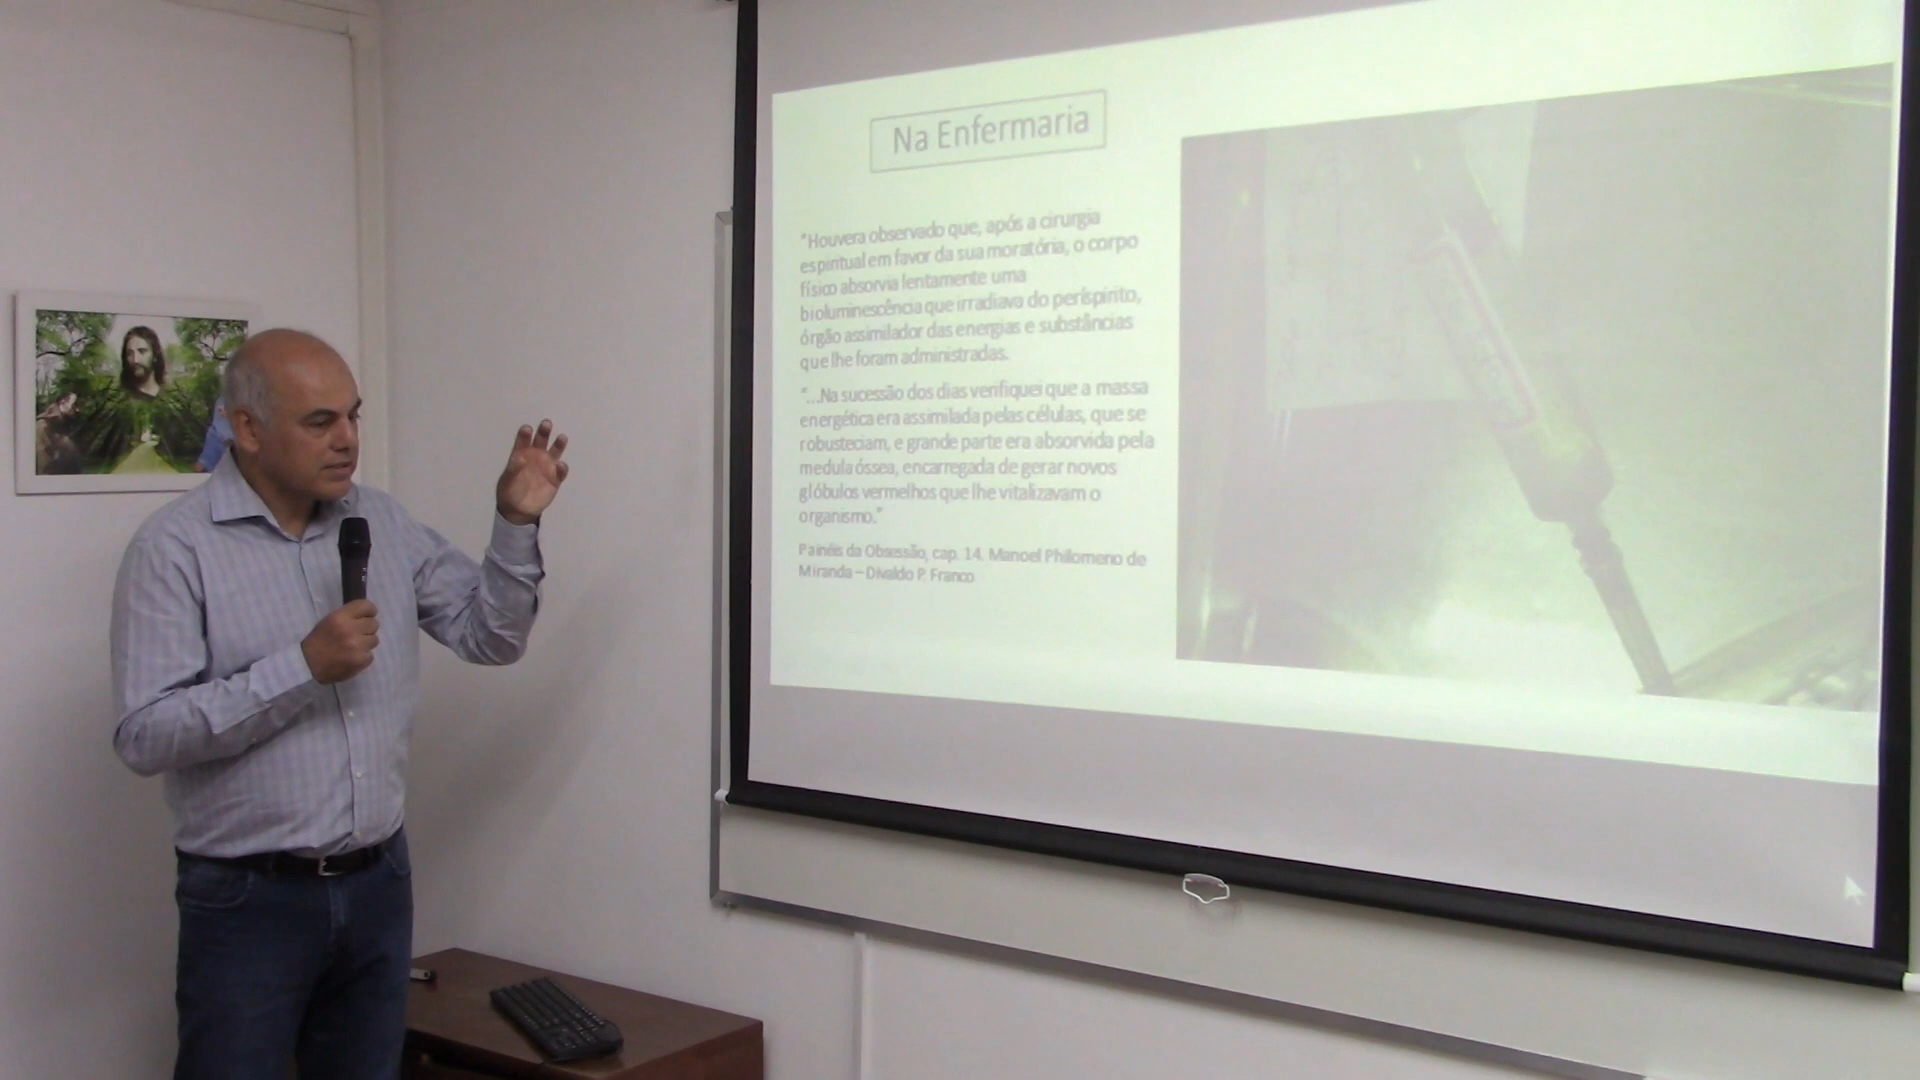 Na Enfermaria
"Houvera observado que, após a cirurgia
espiritual em favor da sua moratória, o corpo
físico absorvia lentamente uma
bioluminescência que irradiava do perispírito,
órgão assimilador das energias e substâncias
que lhe foram administradas.
"...Na sucessão dos dias verifiquei que a massa
energética era assimilada pelas células, que se
robusteciam, e grande parte era absorvida pela
medula óssea, encarregada de gerar novos
glóbulos vermelhos que lhe vitalizavam o
organismo."
Painéis da Obsessão, cap. 14. Manoel Philomeno de
Miranda – Divaldo P. Franco